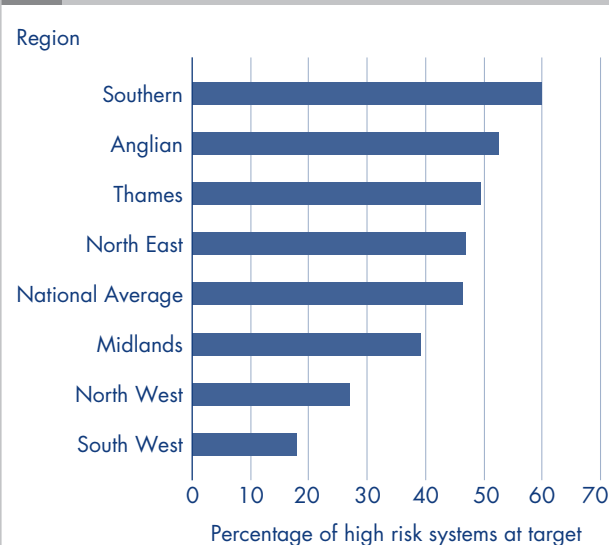 Region
Southern
Anglian
Thames
North East
National Average
Midlands
North West
South West
0 10 20 30 40 50 60 70
Percentage of high risk systems at target